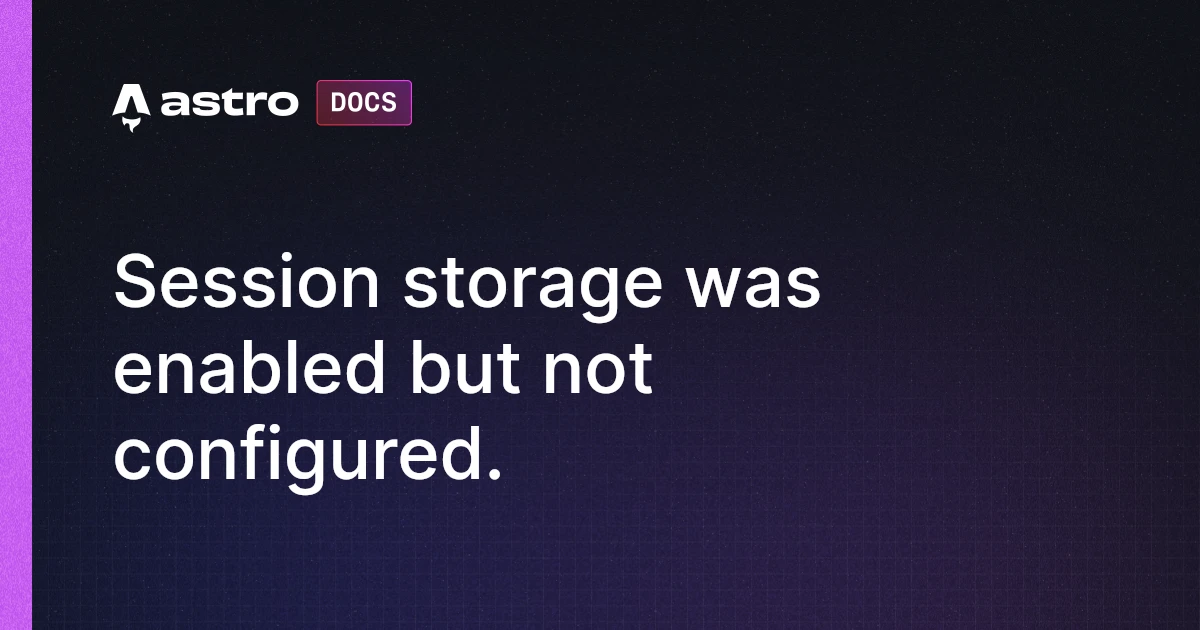 astro DOCS
Session storage was
enabled but not
configured.